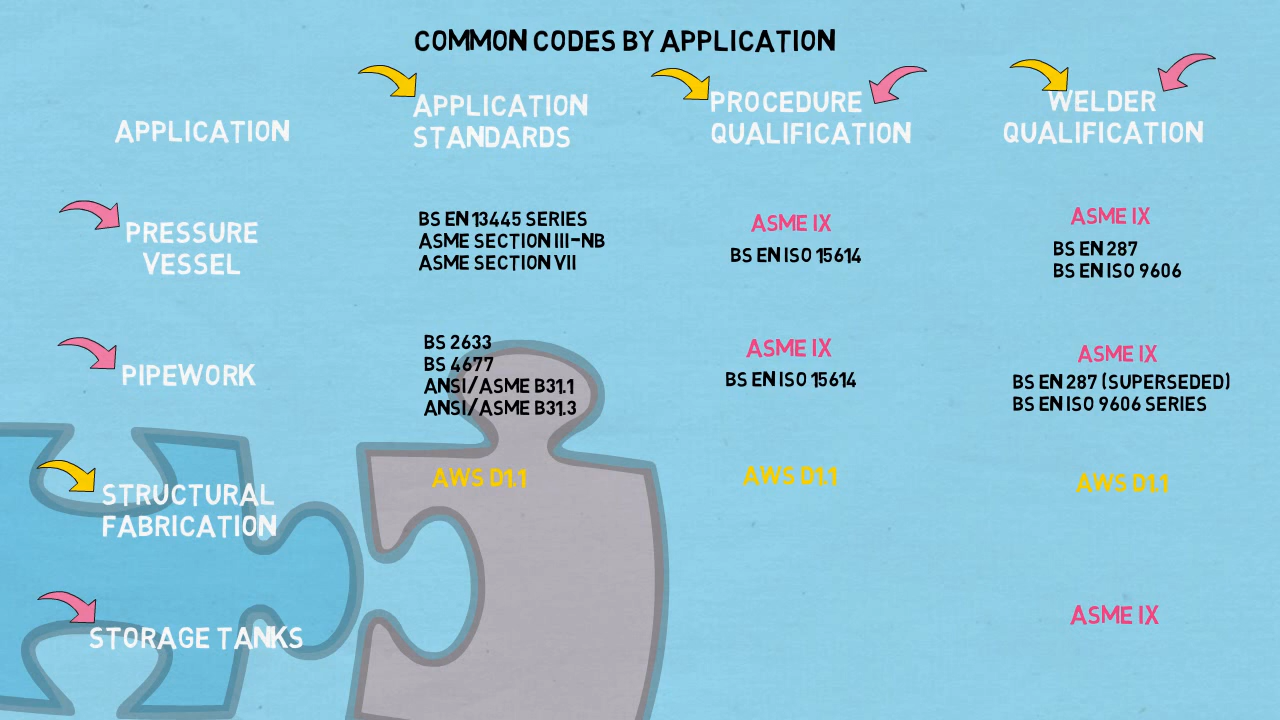 COMMON CODES BY APPLICATION
APPLICATION
APPLICATION
STANDARDS
PROCEDURE
QUALIFICATION
WELDER
QUALIFICATION
PRESSURE
VESSEL
BS EN 13445 SERIES
ASME SECTION III-NB
ASME SECTION VII
ASME IX
BS EN ISO 15614
ASME IX
BS EN 287
BS EN ISO 9606
PIPEWORK
BS 2633
BS 4677
ANSI/ASME B31.1
ANSI/ASME B31.3
ASME IX
BS EN ISO 15614
ASME IX
BS EN 287 (SUPERSEDED)
BS EN ISO 9606 SERIES
STRUCTURAL
FABRICATION
AWS D1.1
AWS D1.1
AWS D1.1
STORAGE TANKS
ASME IX